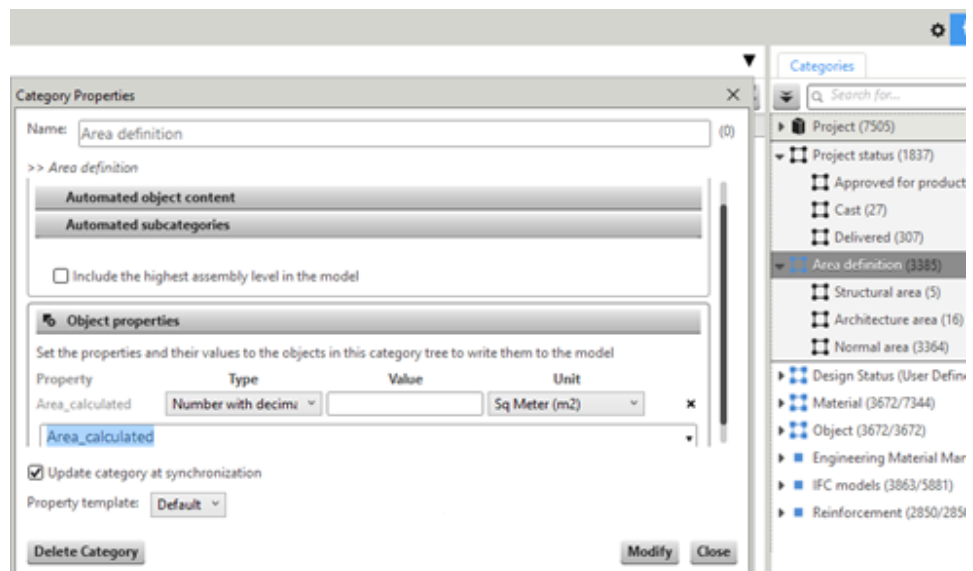 Categories
Category Properties
Search for...
Name: Area definition (0)
>> Area definition
Automated object content
Automated subcategories
Include the highest assembly level in the model
Object properties
Set the properties and their values to the objects in this category tree to write them to the model
Property Type Value Unit
Area_calculated Number with decima Sq Meter (m2)
Area_calculated
Update category at synchronization
Property template: Default
Delete Category Modify Close
Project (7505)
Project status (1837)
Approved for product
Cast (27)
Delivered (307)
Area definition (3385)
Structural area (5)
Architecture area (16)
Normal area (3364)
Design Status (User Define
Material (3672/7344)
Object (3672/3672)
Engineering Material Man
IFC models (3863/5881)
Reinforcement (2850/2850